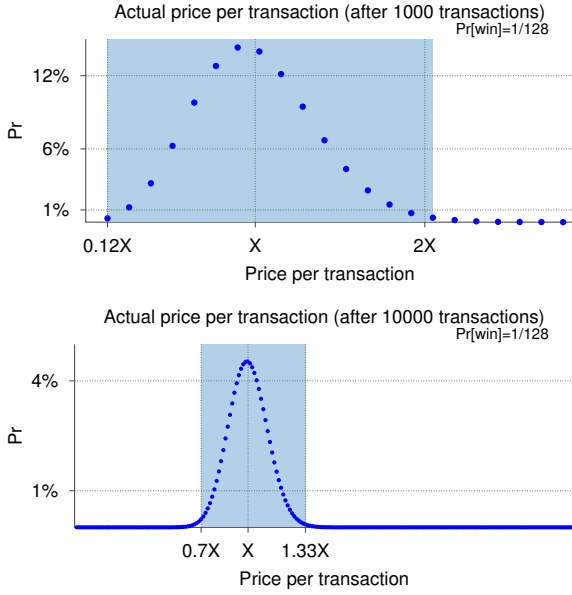 Actual price per transaction (after 1000 transactions)
Pr[win]=1/128
12%
6%
1%
Pr
0.12X X 2X
Price per transaction
Actual price per transaction (after 10000 transactions)
Pr[win]=1/128
4%
1%
Pr
0.7X X 1.33X
Price per transaction